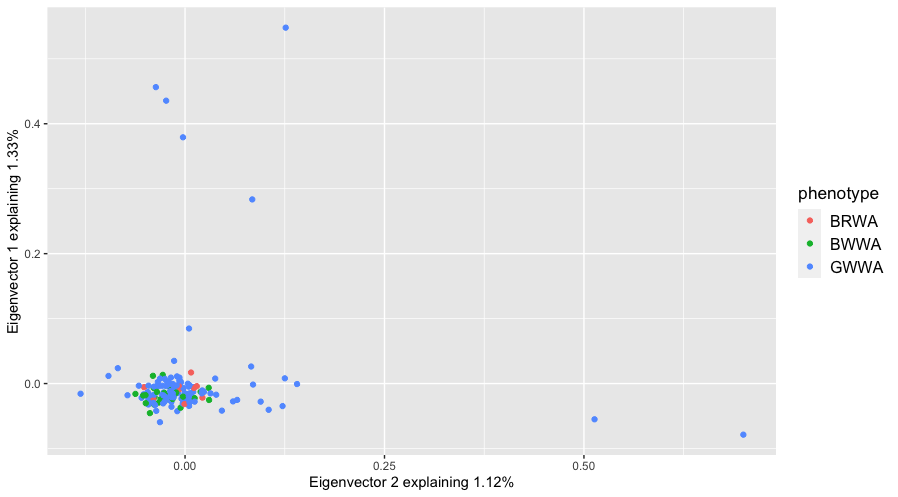 Eigenvector 1 explaining 1.33%
0.4
0.2
0.0
0.00
0.25
0.50
Eigenvector 2 explaining 1.12%
phenotype
BRWA
BWWA
GWWA